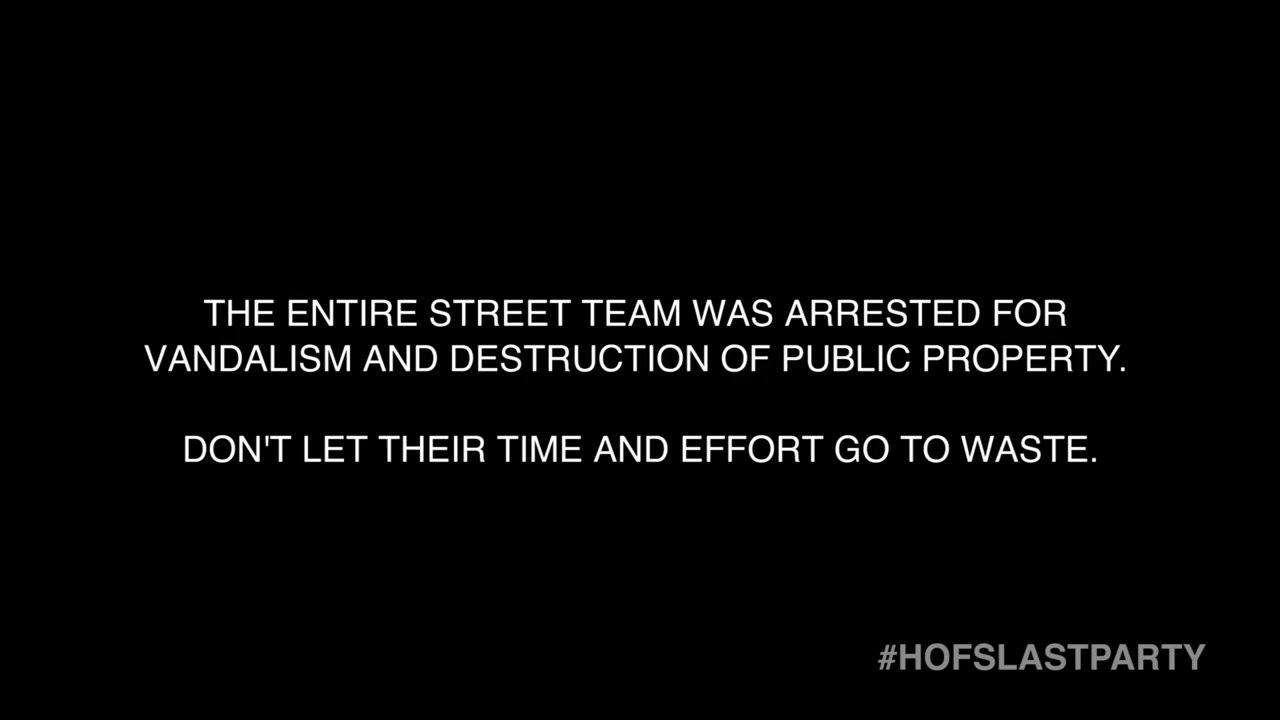 THE ENTIRE STREET TEAM WAS ARRESTED FOR
VANDALISM AND DESTRUCTION OF PUBLIC PROPERTY.
DON'T LET THEIR TIME AND EFFORT GO TO WASTE.
#HOFSLASTPARTY